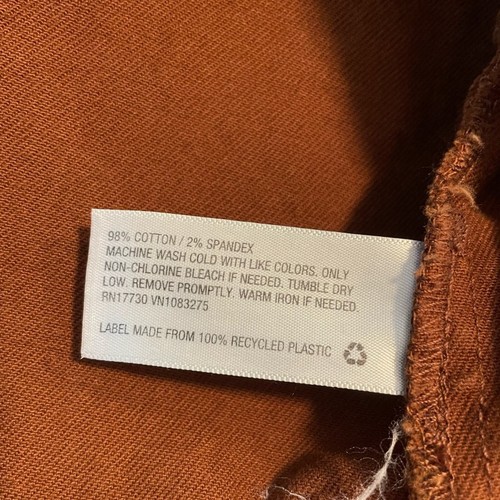 98% COTTON / 2% SPANDEX
MACHINE WASH COLD WITH LIKE COLORS. ONLY
NON-CHLORINE BLEACH IF NEEDED. TUMBLE DRY
LOW. REMOVE PROMPTLY. WARM IRON IF NEEDED.
RN17730 VN1083275
LABEL MADE FROM 100% RECYCLED PLASTIC